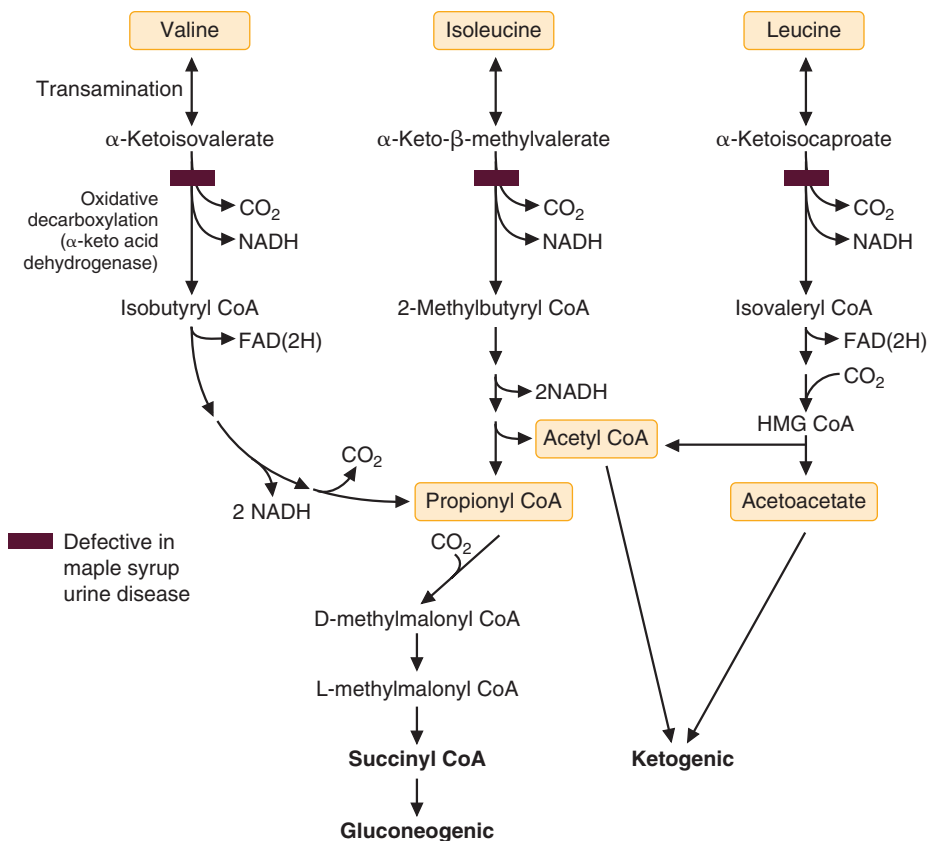 Valine
Isoleucine
Leucine
Transamination
α-Ketoisovalerate
α-Keto-β-methylvalerate
α-Ketoisocaproate
Oxidative
decarboxylation
(α-keto acid
dehydrogenase)
CO₂
NADH
CO₂
NADH
CO₂
NADH
Isobutyryl CoA
2-Methylbutyryl CoA
Isovaleryl CoA
FAD(2H)
FAD(2H)
2NADH
CO₂
HMG CoA
Acetyl CoA
CO₂
2 NADH
Propionyl CoA
Acetoacetate
Defective in
maple syrup
urine disease
CO₂
D-methylmalonyl CoA
L-methylmalonyl CoA
Succinyl CoA
Ketogenic
Gluconeogenic